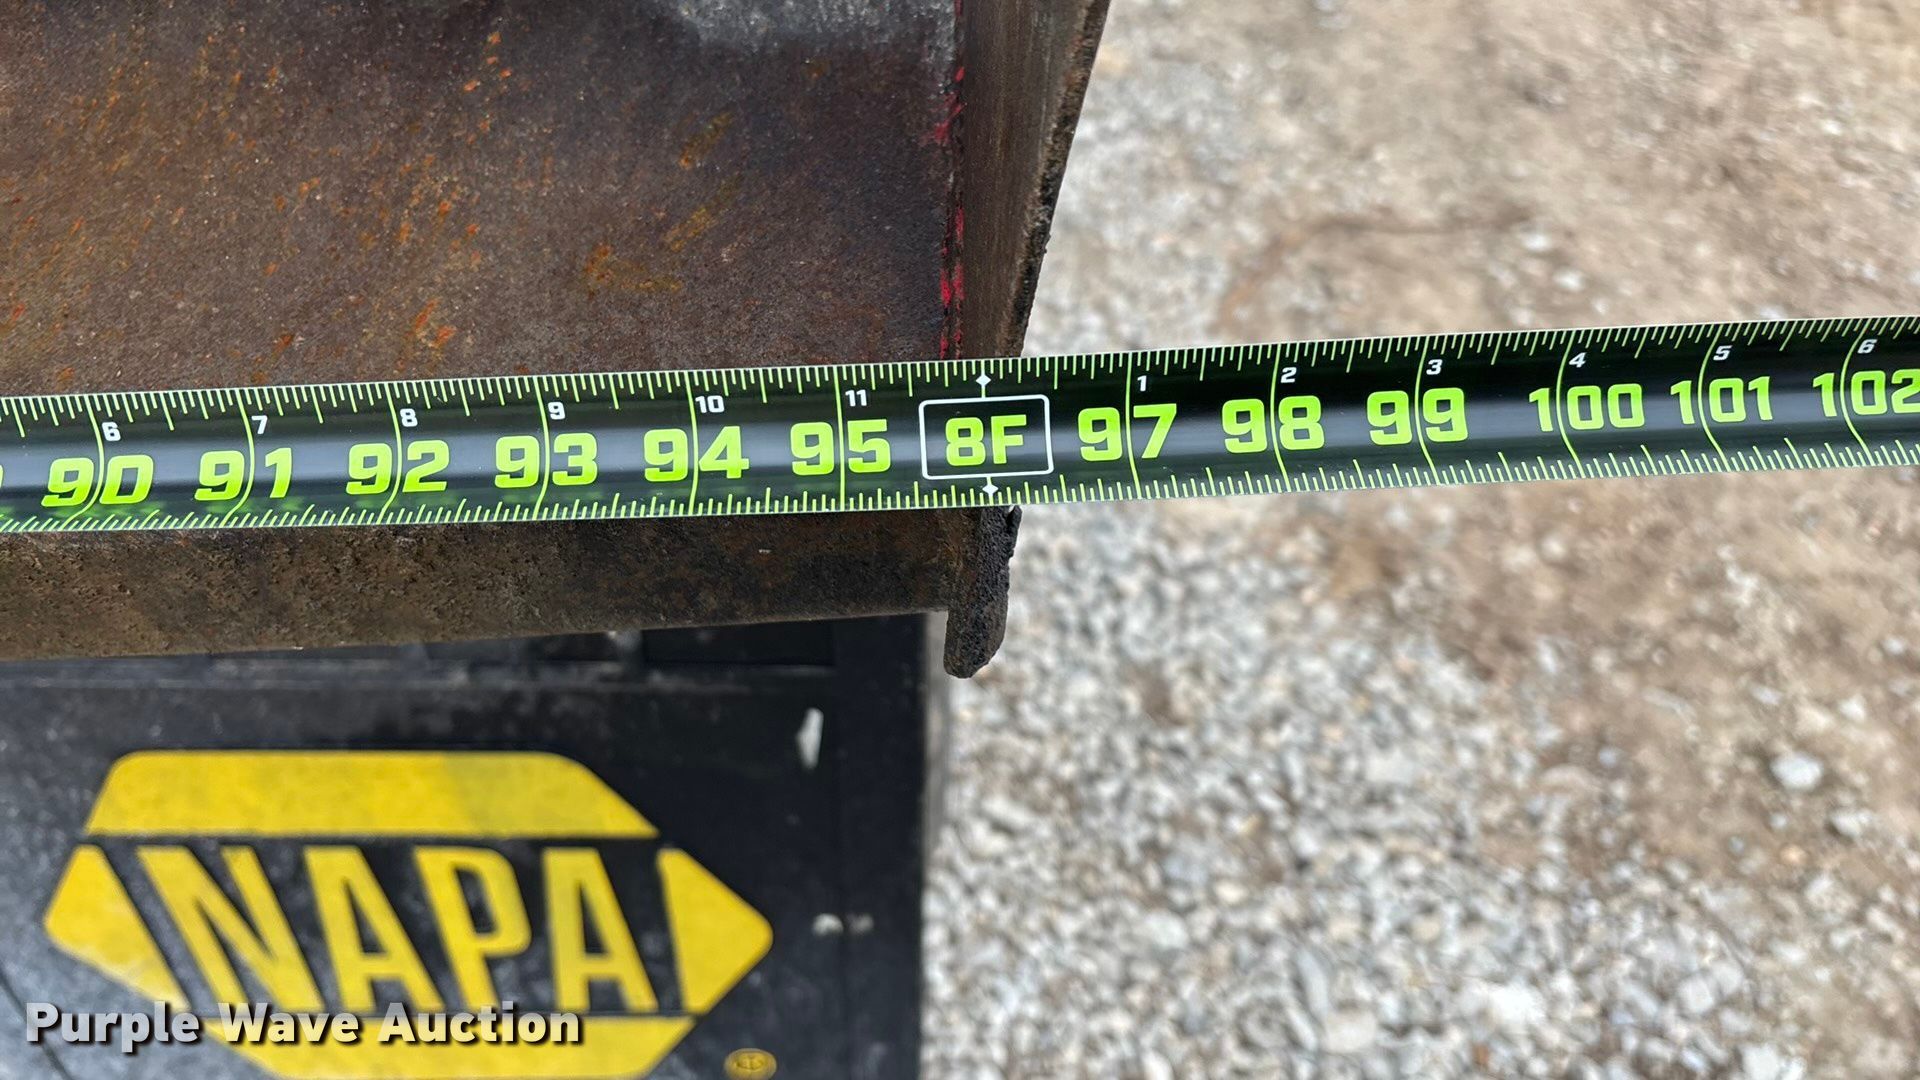 6 7 8 9 10 11 1 2 3 4 5 6
90 91 92 93 94 95 8F 97 98 99 100 101 102
NAPA
Purple Wave Auction